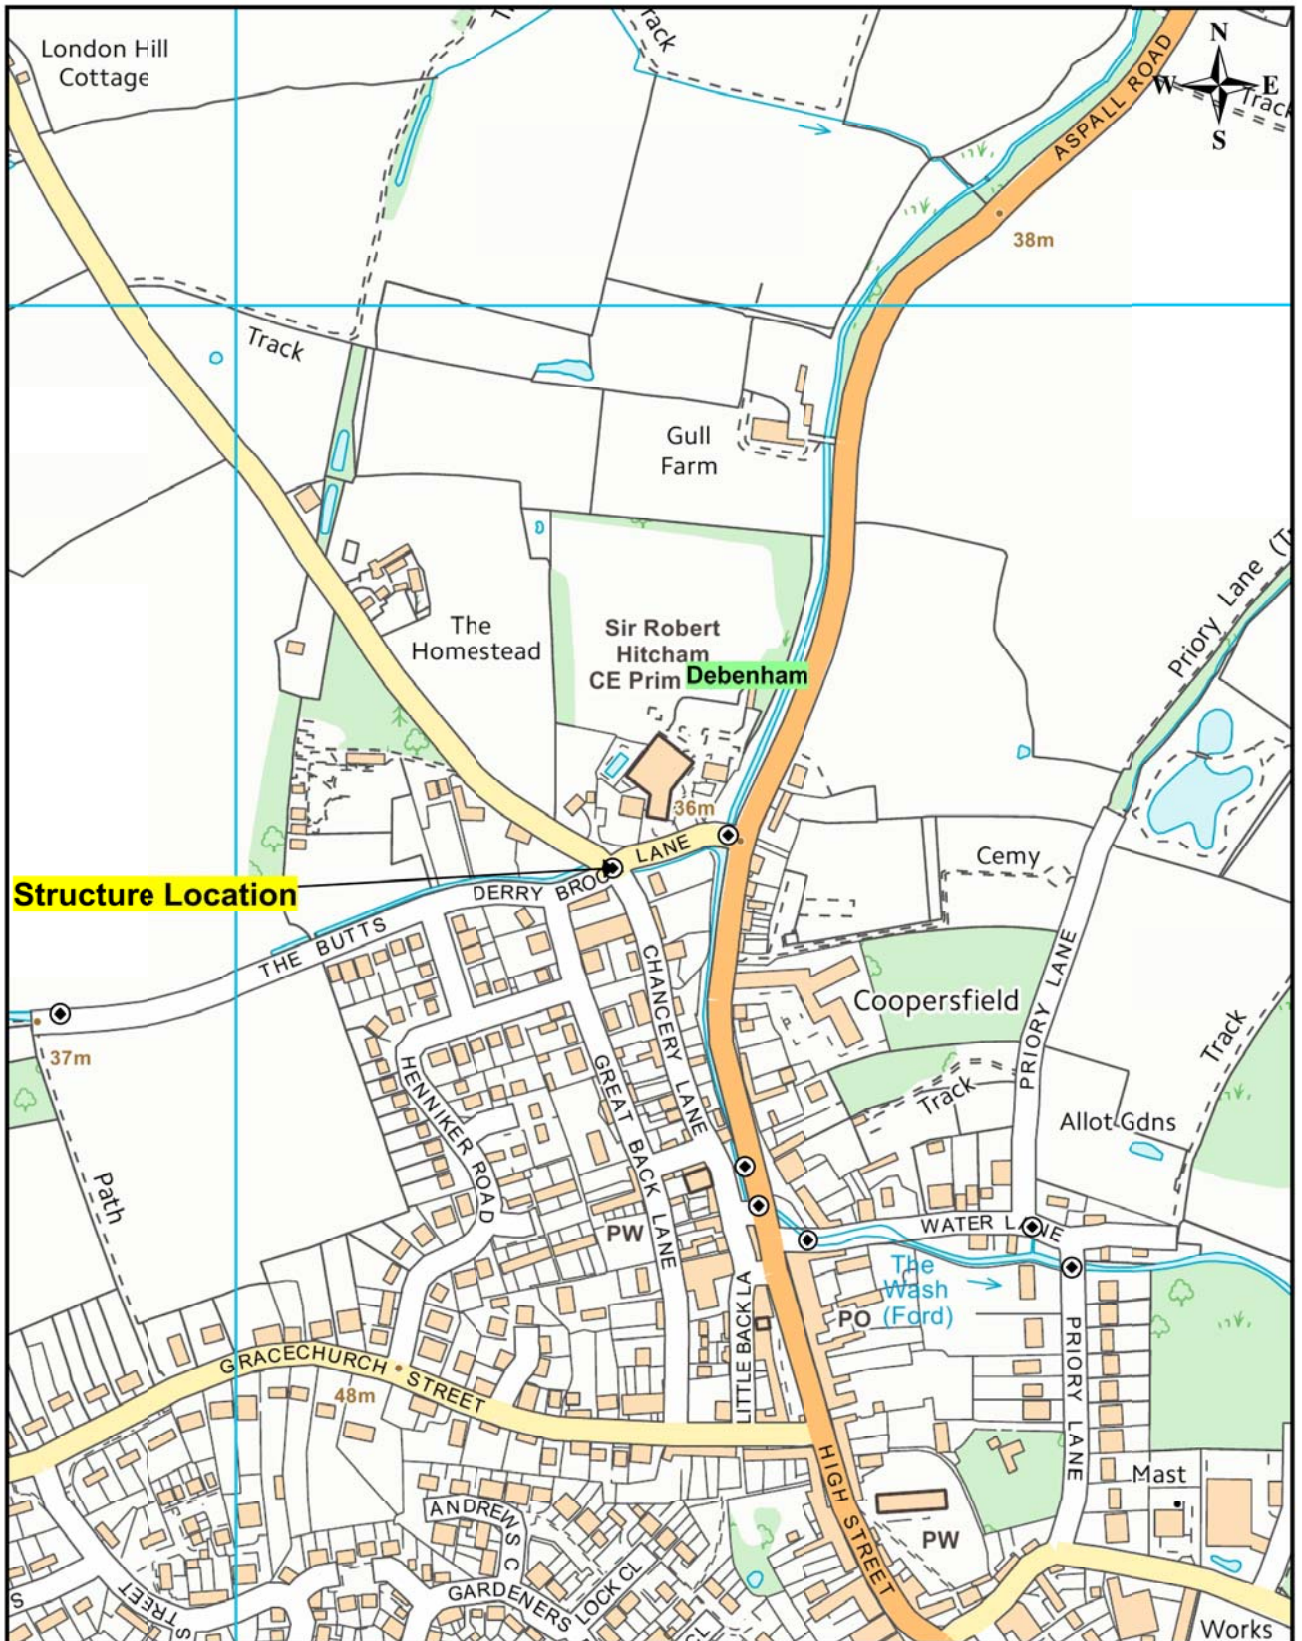 London Hill
Cottage
Track
N
W
E
S
Track
ASPALL ROAD
38m
Track
Gull
Farm
Priory Lane
The
Homestead
Sir Robert
Hitcham
CE Prim
Debenham
36m
LANE
Cemy
Structure Location
DERRY BROO
THE BUTTS
CHANCERY LANE
PRIORY LANE
Coopersfield
37m
Track
HENNIKER ROAD
GREAT BACK LANE
Track
Allot Gdns
Path
PW
WATER LANE
The
Wash
(Ford)
PO
LITTLE BACK LA
PRIORY LANE
GRACECHURCH STREET
48m
HIGH STREET
Mast
ANDREWS C
PW
GARDENERS
LOCK CL
TREET
S
S
CL
Works